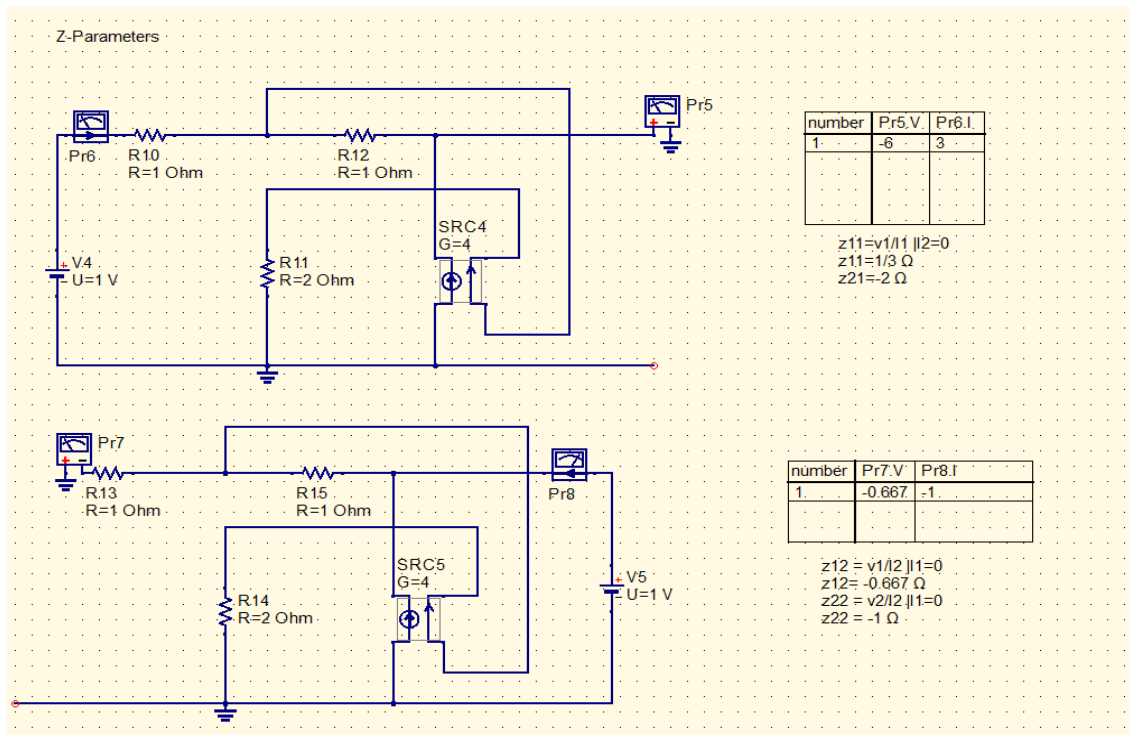 Z-Parameters
Pr5
Pr6
R10
R=1 Ohm
R12
R=1 Ohm
number Pr5.V Pr6.I
1 -6 3
SRC4
G=4
z11=v1/I1 |I2=0
z11=1/3 Ω
z21=-2 Ω
V4
U=1 V
R11
R=2 Ohm
Pr7
R13
R=1 Ohm
R15
R=1 Ohm
Pr8
number Pr7.V Pr8.I
1 -0.667 -1
SRC5
G=4
z12 = v1/I2 |I1=0
z12= -0.667 Ω
z22 = v2/I2 |I1=0
z22 = -1 Ω
V5
U=1 V
R14
R=2 Ohm